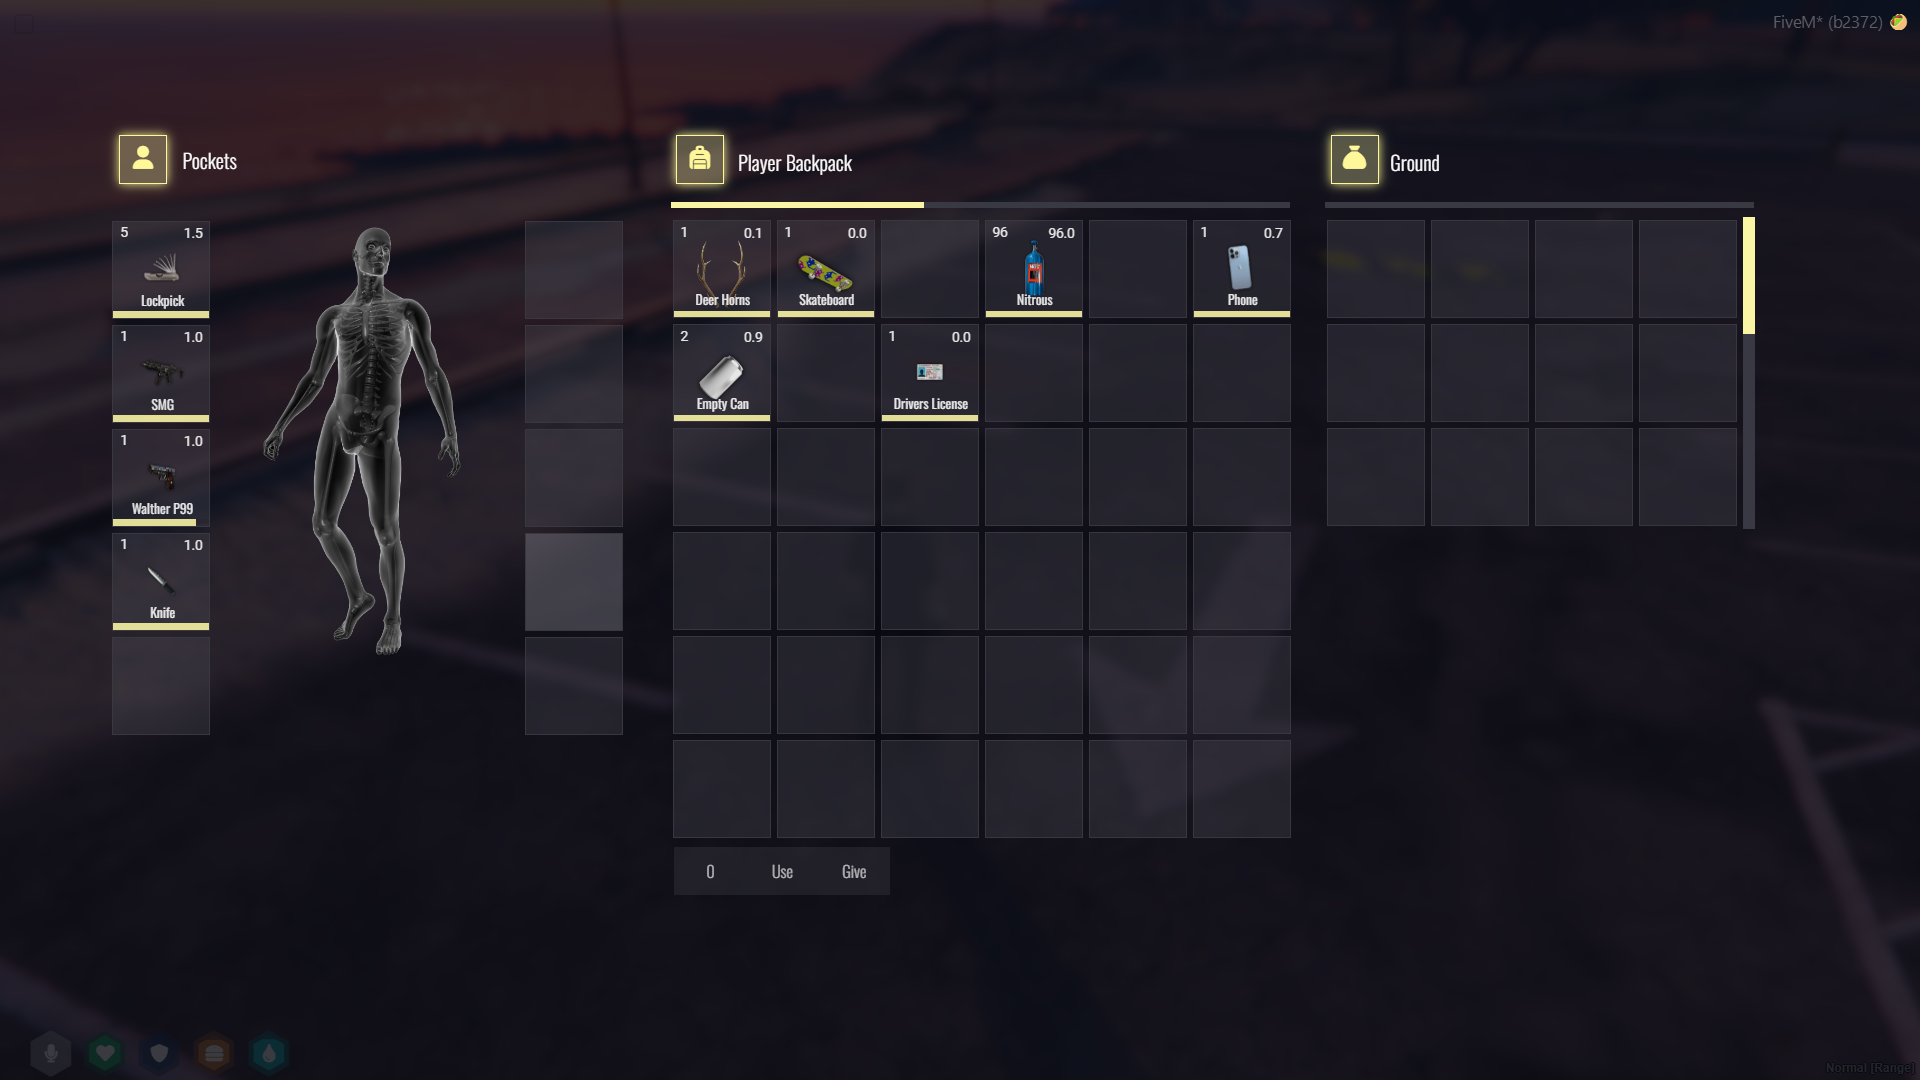 FiveM* (b2372)
Pockets
Player Backpack
Ground
5 1.5
Lockpick
1 1.0
SMG
1 1.0
Walther P99
1 1.0
Knife
1 0.1
Deer Horns
1 0.0
Skateboard
96 96.0
Nitrous
1 0.7
Phone
2 0.9
Empty Can
1 0.0
Drivers License
0 Use Give
Normal [Range]